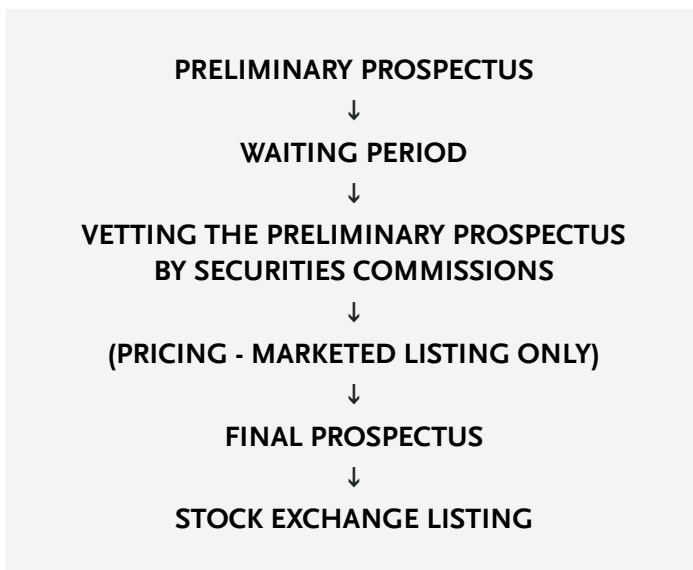 PRELIMINARY PROSPECTUS
↓
WAITING PERIOD
↓
VETTING THE PRELIMINARY PROSPECTUS
BY SECURITIES COMMISSIONS
↓
(PRICING - MARKETED LISTING ONLY)
↓
FINAL PROSPECTUS
↓
STOCK EXCHANGE LISTING